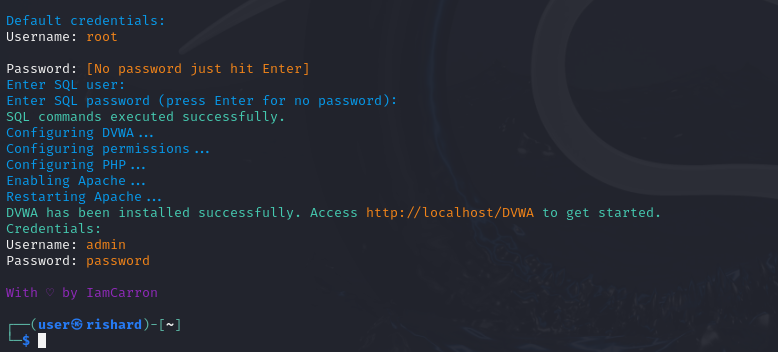 Default credentials:
Username: root
Password: [No password just hit Enter]
Enter SQL user:
Enter SQL password (press Enter for no password):
SQL commands executed successfully.
Configuring DVWA...
Configuring permissions...
Configuring PHP...
Enabling Apache...
Restarting Apache...
DVWA has been installed successfully. Access http://localhost/DVWA to get started.
Credentials:
Username: admin
Password: password
With ♡ by IamCarron
┌──(user㉿rishard)-[~]
└─$